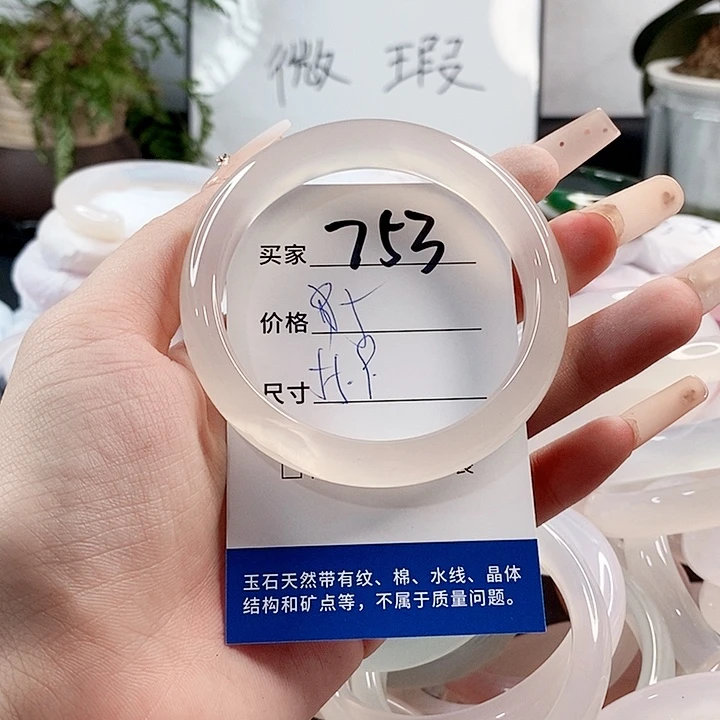 微瑕
买家 753
价格
尺寸
玉石天然带有纹、棉、水线、晶体
结构和矿点等，不属于质量问题。